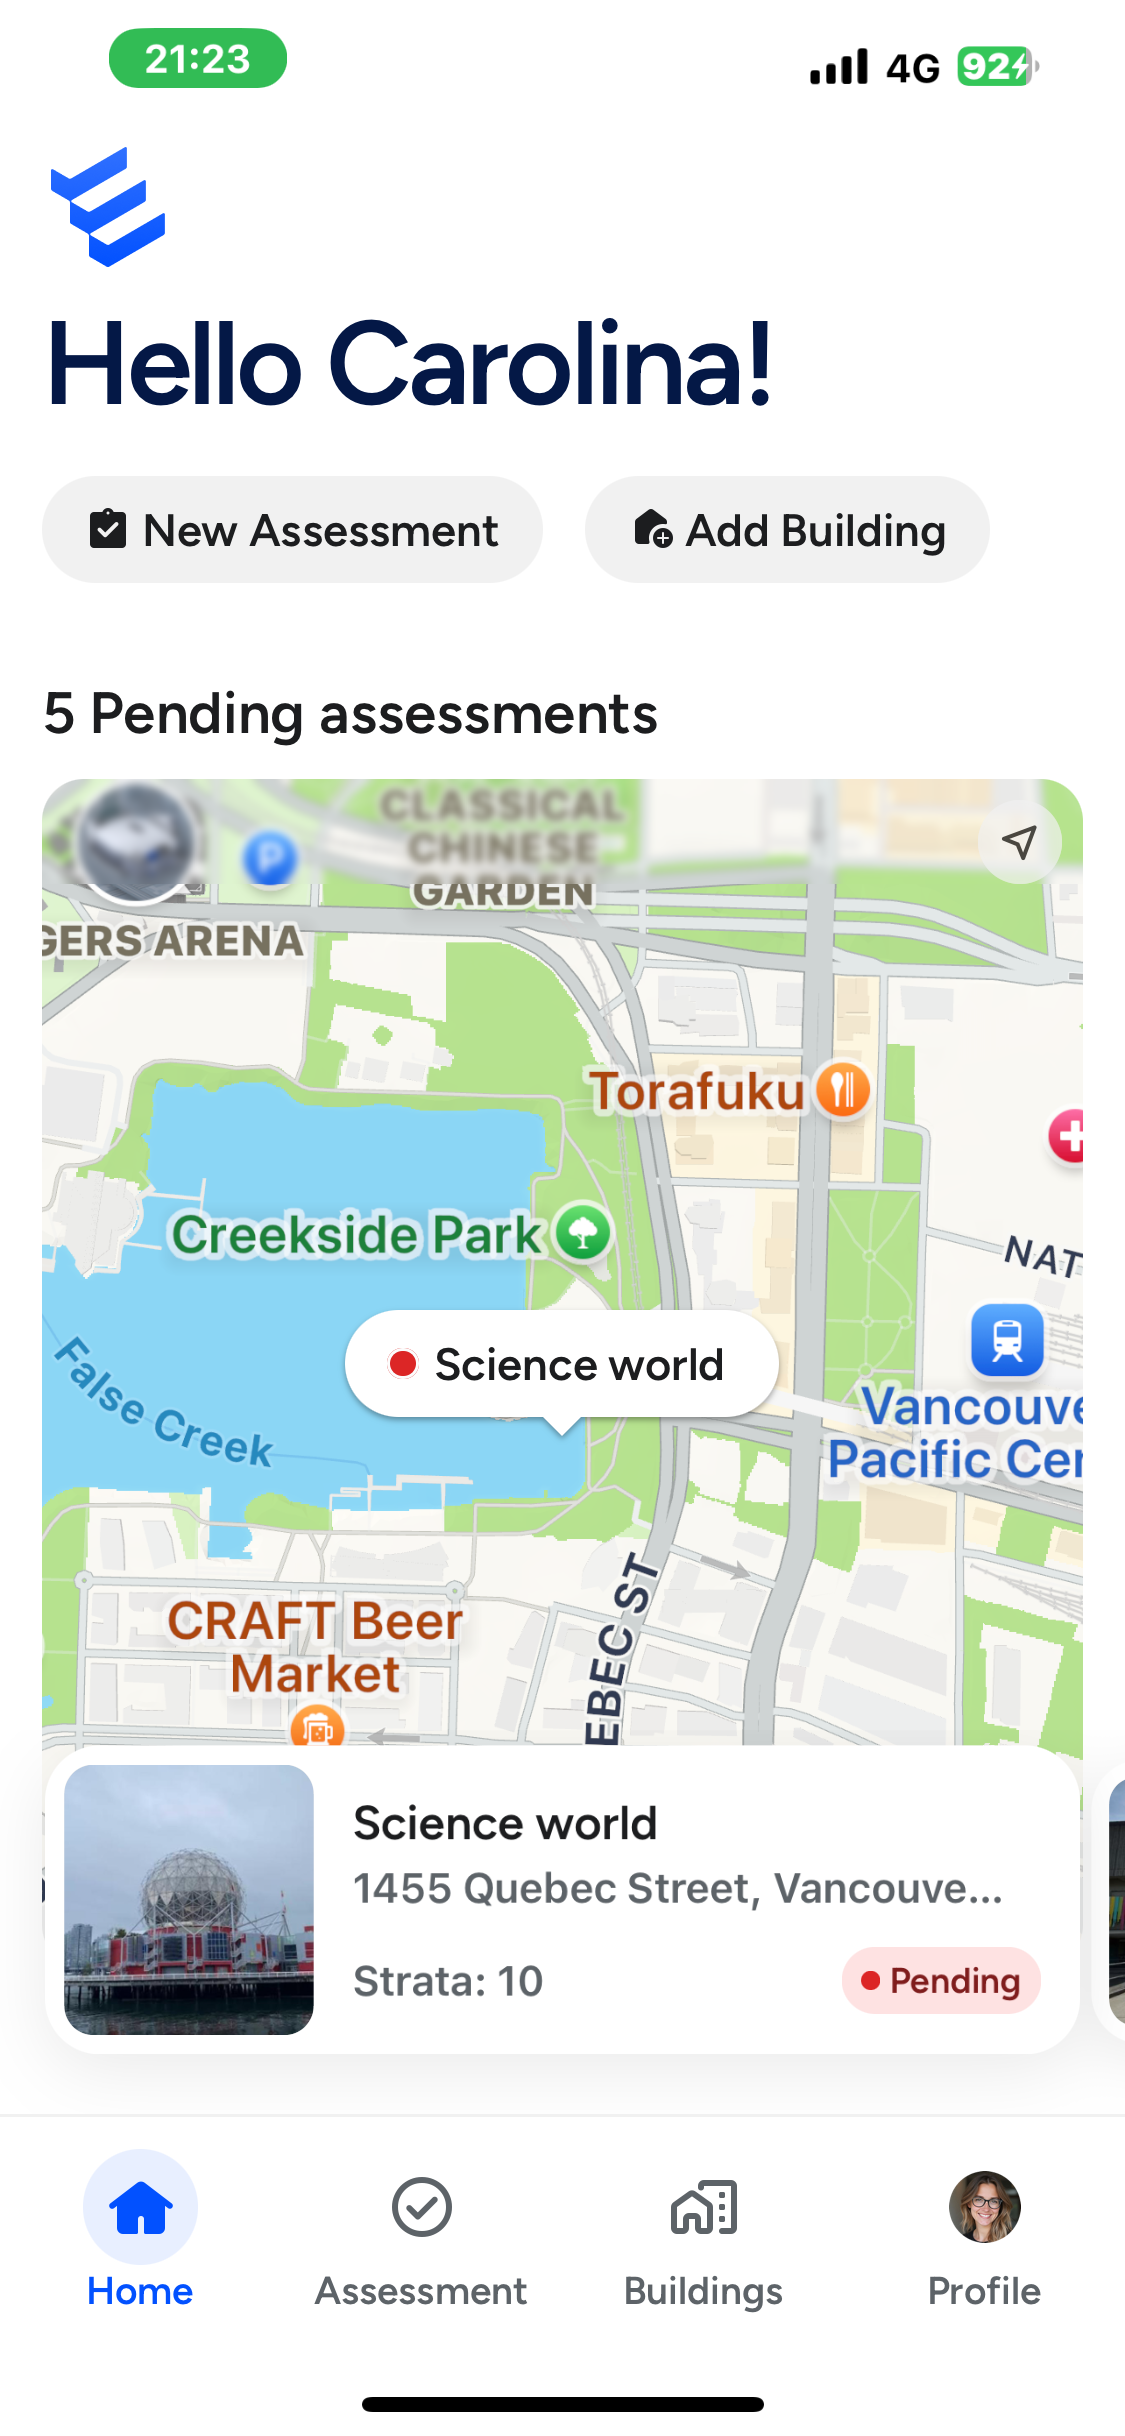 21:23
4G
92
Hello Carolina!
New Assessment
Add Building
5 Pending assessments
CLASSICAL
CHINESE
GARDEN
P
GERS ARENA
Torafuku
Creekside Park
NAT
Science world
False Creek
Vancouve
Pacific Cer
EBEC ST
CRAFT Beer
Market
Science world
1455 Quebec Street, Vancouve...
Strata: 10
Pending
Home
Assessment
Buildings
Profile